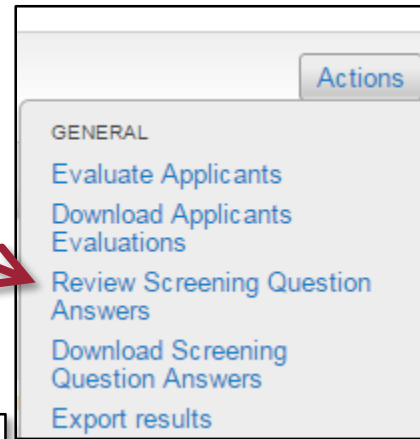 Actions
GENERAL
Evaluate Applicants
Download Applicants
Evaluations
Review Screening Question
Answers
Download Screening
Question Answers
Export results